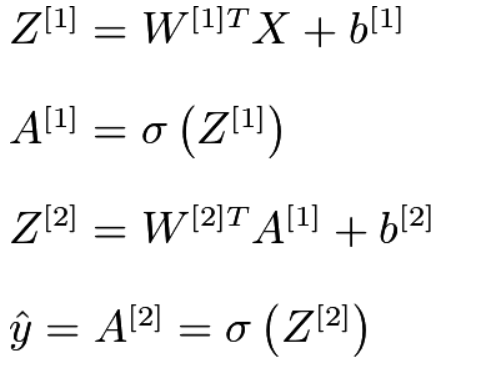 Z^{[1]} = W^{[1]T} X + b^{[1]}
A^{[1]} = σ (Z^{[1]})
Z^{[2]} = W^{[2]T} A^{[1]} + b^{[2]}
ŷ = A^{[2]} = σ (Z^{[2]})